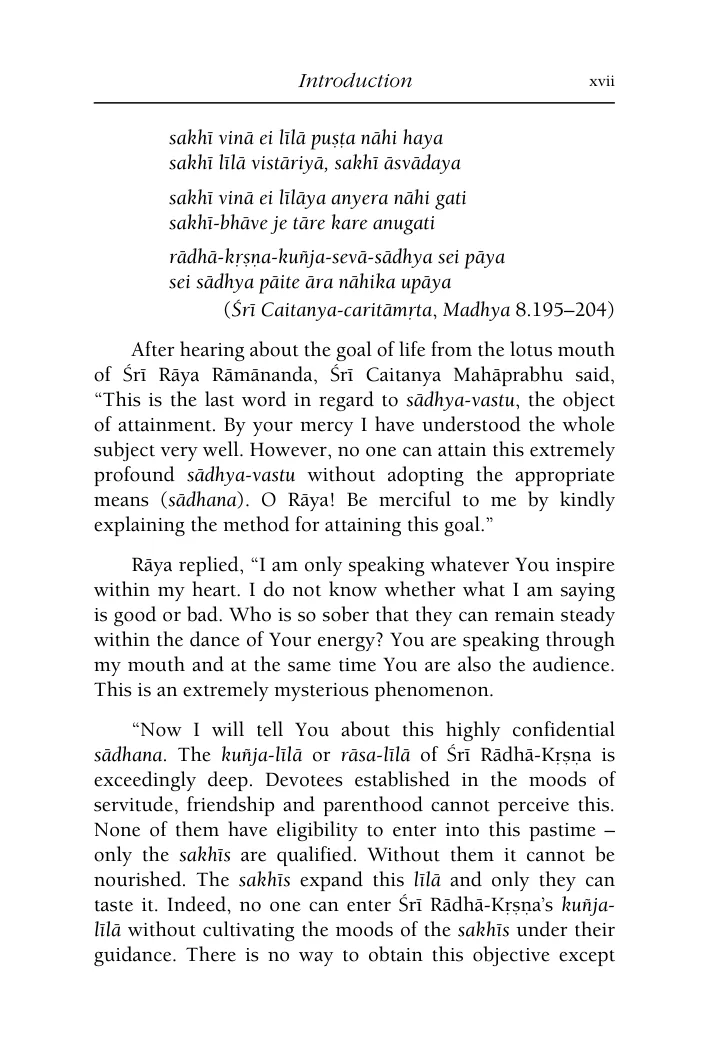 Introduction xvii
sakhī vinā ei līlā puṣṭa nāhi haya
sakhī līlā vistāriyā, sakhī āsvādaya
sakhī vinā ei līlāya anyera nāhi gati
sakhī-bhāve je tāre kare anugati
rādhā-kṛṣṇa-kuñja-sevā-sādhya sei pāya
sei sādhya pāite āra nāhika upāya
(Śrī Caitanya-caritāmṛta, Madhya 8.195–204)
After hearing about the goal of life from the lotus mouth
of Śrī Rāya Rāmānanda, Śrī Caitanya Mahāprabhu said,
“This is the last word in regard to sādhya-vastu, the object
of attainment. By your mercy I have understood the whole
subject very well. However, no one can attain this extremely
profound sādhya-vastu without adopting the appropriate
means (sādhana). O Rāya! Be merciful to me by kindly
explaining the method for attaining this goal.”
Rāya replied, “I am only speaking whatever You inspire
within my heart. I do not know whether what I am saying
is good or bad. Who is so sober that they can remain steady
within the dance of Your energy? You are speaking through
my mouth and at the same time You are also the audience.
This is an extremely mysterious phenomenon.
“Now I will tell You about this highly confidential
sādhana. The kuñja-līlā or rāsa-līlā of Śrī Rādhā-Kṛṣṇa is
exceedingly deep. Devotees established in the moods of
servitude, friendship and parenthood cannot perceive this.
None of them have eligibility to enter into this pastime –
only the sakhīs are qualified. Without them it cannot be
nourished. The sakhīs expand this līlā and only they can
taste it. Indeed, no one can enter Śrī Rādhā-Kṛṣṇa’s kuñja-
līlā without cultivating the moods of the sakhīs under their
guidance. There is no way to obtain this objective except